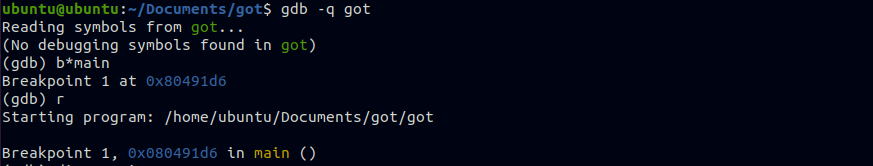 ubuntu@ubuntu:~/Documents/got$ gdb -q got
Reading symbols from got...
(No debugging symbols found in got)
(gdb) b*main
Breakpoint 1 at 0x80491d6
(gdb) r
Starting program: /home/ubuntu/Documents/got/got
Breakpoint 1, 0x080491d6 in main ()